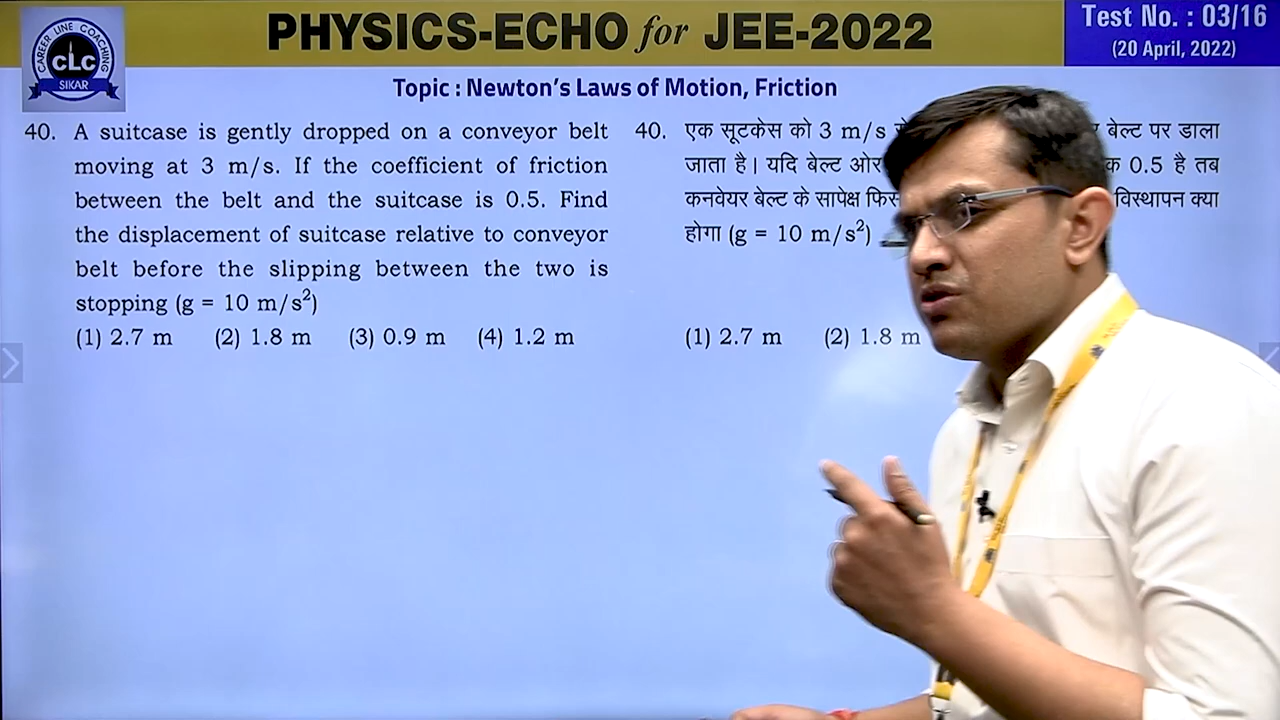 PHYSICS-ECHO for JEE-2022
Test No. : 03/16
(20 April, 2022)
CAREER LINE COACHING
CLC
SIKAR
Topic : Newton's Laws of Motion, Friction
40. A suitcase is gently dropped on a conveyor belt
moving at 3 m/s. If the coefficient of friction
between the belt and the suitcase is 0.5. Find
the displacement of suitcase relative to conveyor
belt before the slipping between the two is
stopping (g = 10 m/s²)
(1) 2.7 m (2) 1.8 m (3) 0.9 m (4) 1.2 m
40. एक सूटकेस को 3 m/s बेल्ट पर डाला
जाता है। यदि बेल्ट ओर 0.5 है तब
कनवेयर बेल्ट के सापेक्ष विस्थापन क्या
होगा (g = 10 m/s²)
(1) 2.7 m (2) 1.8 m